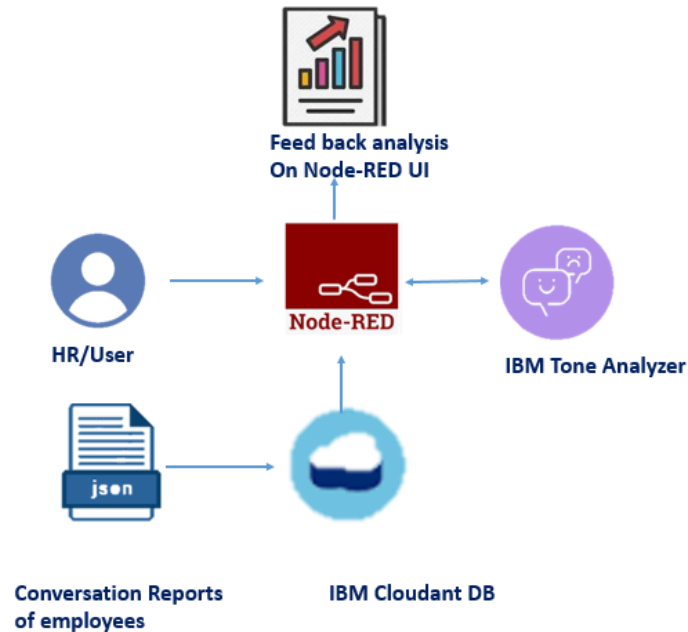 Feed back analysis
On Node-RED UI
Node-RED
HR/User
IBM Tone Analyzer
json
Conversation Reports
of employees
IBM Cloudant DB